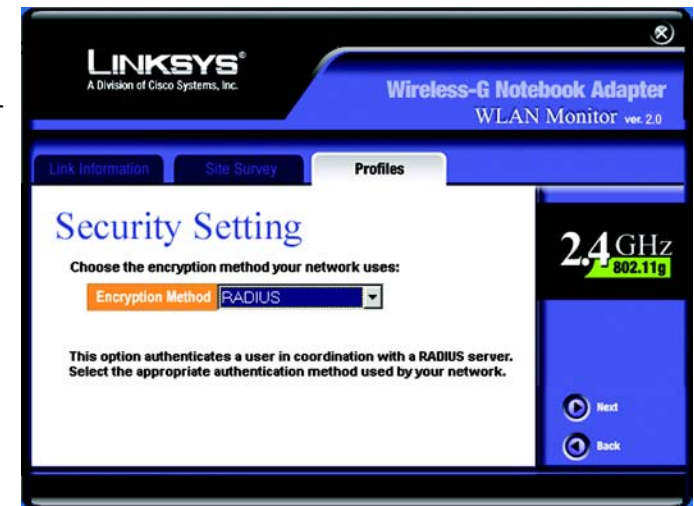 LINKSYS®
A Division of Cisco Systems, Inc.
Wireless-G Notebook Adapter
WLAN Monitor ver. 2.0
Link Information
Site Survey
Profiles
Security Setting
Choose the encryption method your network uses:
Encryption Method RADIUS
This option authenticates a user in coordination with a RADIUS server.
Select the appropriate authentication method used by your network.
2.4 GHz
802.11g
Next
Back